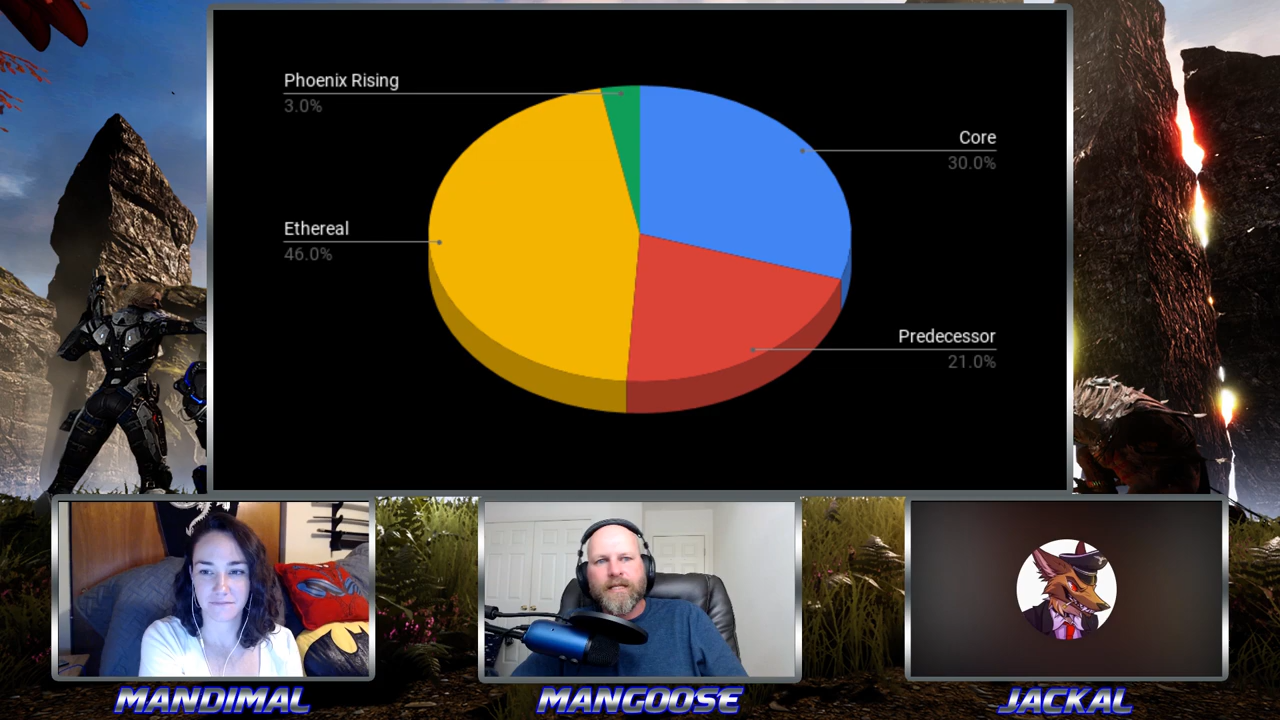 Phoenix Rising
3.0%
Core
30.0%
Ethereal
46.0%
Predecessor
21.0%
MANDIMAL
MANGOOSE
JACKAL